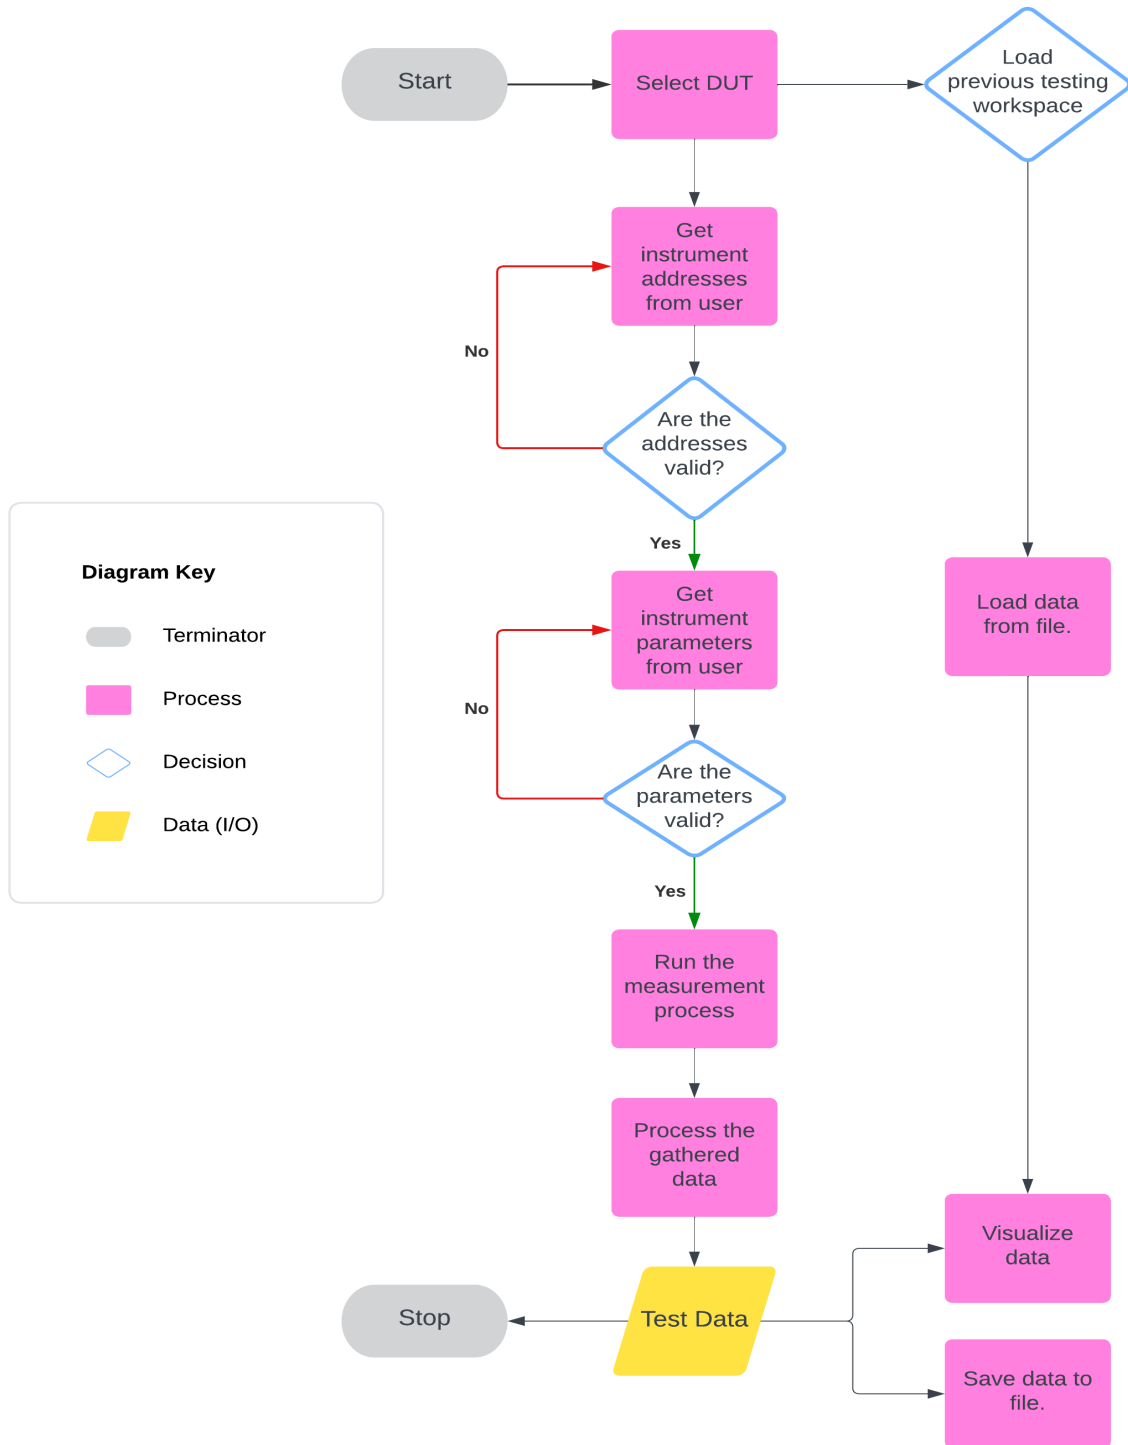 Start
Select DUT
Load
previous testing
workspace
Get
instrument
addresses
from user
No
Are the
addresses
valid?
Yes
Get
instrument
parameters
from user
Load data
from file.
Diagram Key
Terminator
Process
Decision
Data (I/O)
No
Are the
parameters
valid?
Yes
Run the
measurement
process
Process the
gathered
data
Visualize
data
Stop
Test Data
Save data to
file.